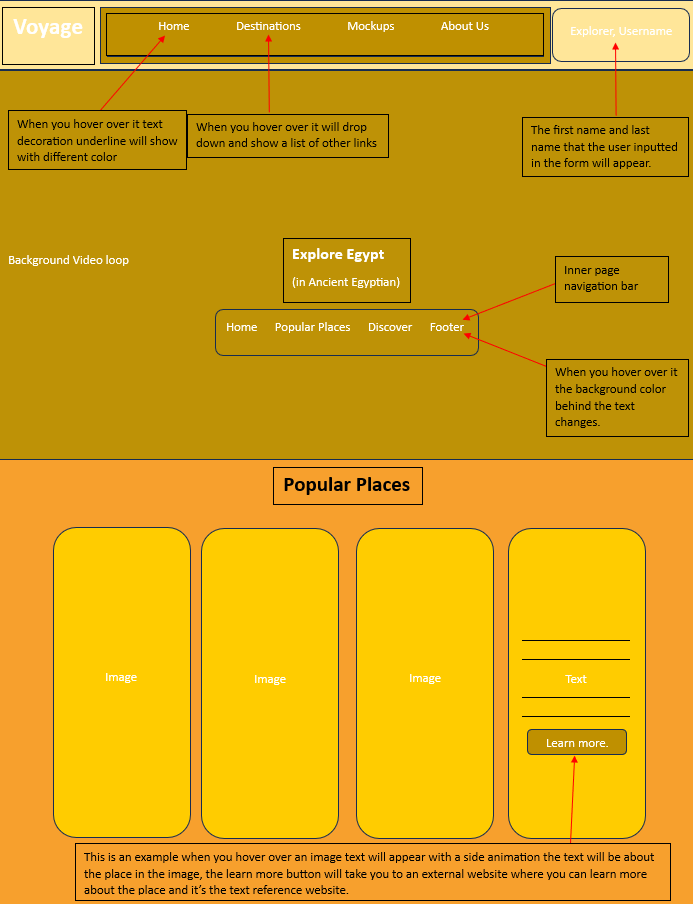 Voyage
Home Destinations Mockups About Us
Explorer, Username
When you hover over it text
decoration underline will show
with different color
When you hover over it will drop
down and show a list of other links
The first name and last
name that the user inputted
in the form will appear.
Background Video loop
Explore Egypt
(in Ancient Egyptian)
Inner page
navigation bar
Home Popular Places Discover Footer
When you hover over it
the background color
behind the text
changes.
Popular Places
Image
Image
Image
Text
Learn more.
This is an example when you hover over an image text will appear with a side animation the text will be about
the place in the image, the learn more button will take you to an external website where you can learn more
about the place and it’s the text reference website.